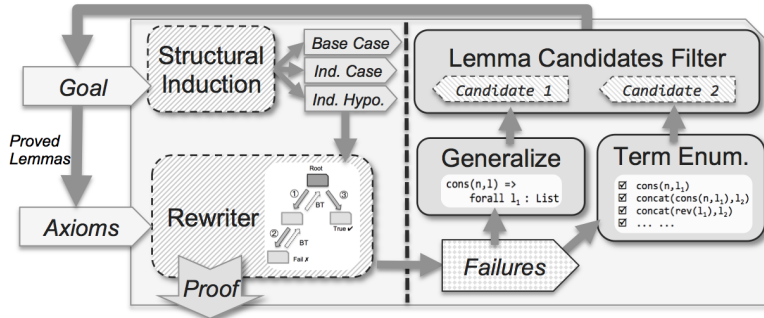 Goal
Proved
Lemmas
Axioms
Structural
Induction
Base Case
Ind. Case
Ind. Hypo.
Rewriter
Root
①
BT
③
②
BT
True ✔
Fail ✗
Proof
Lemma Candidates Filter
Candidate 1
Candidate 2
Generalize
cons(n,l) =>
forall l₁ : List
Term Enum.
☑ cons(n,l₁)
☑ concat(cons(n,l₁),l₂)
☑ concat(rev(l₁),l₂)
☑ ... ...
Failures